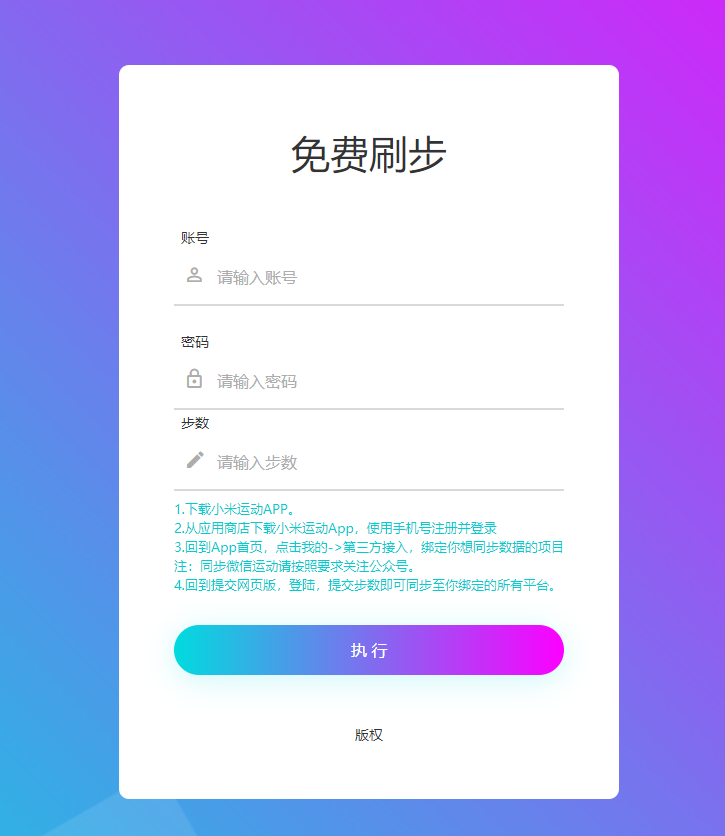 免费刷步
账号
请输入账号
密码
请输入密码
步数
请输入步数
1.下载小米运动APP。
2.从应用商店下载小米运动App，使用手机号注册并登录
3.回到App首页，点击我的->第三方接入，绑定你想同步数据的项目
注：同步微信运动请按照要求关注公众号。
4.回到提交网页版，登陆，提交步数即可同步至你绑定的所有平台。
执 行
版权